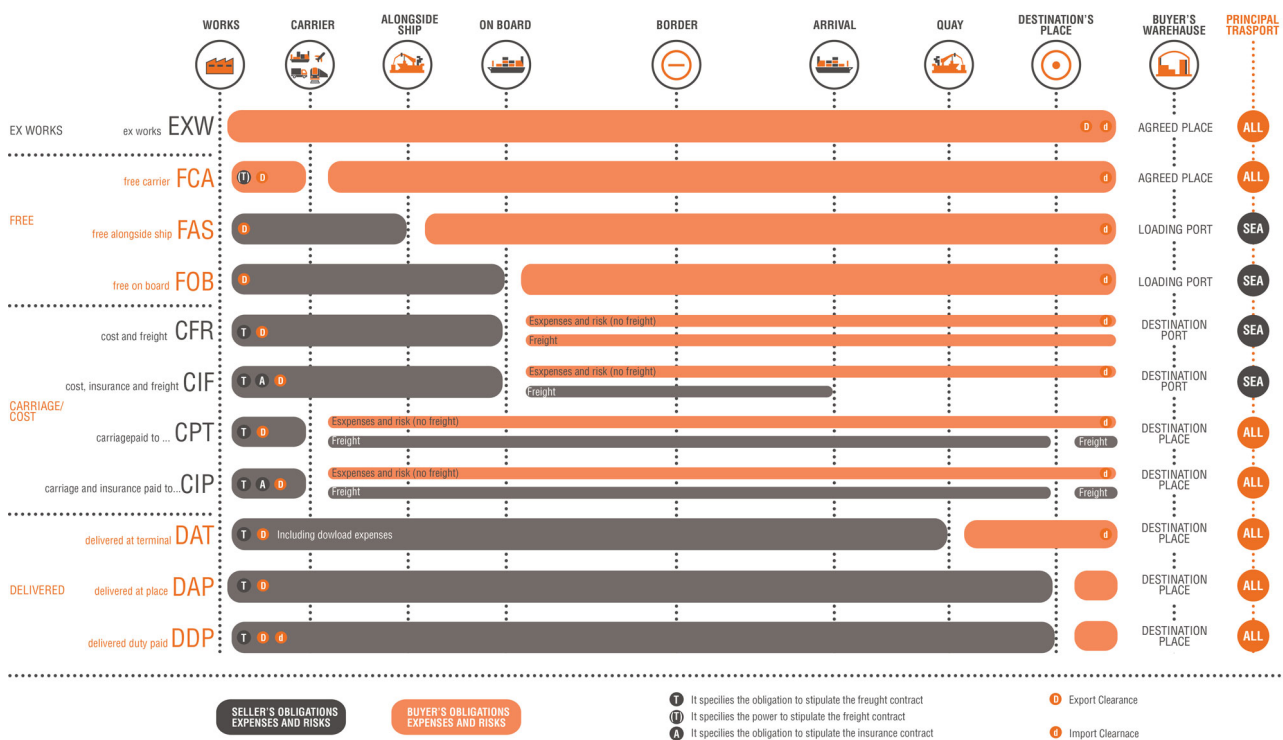 WORKS
CARRIER
ALONGSIDE
SHIP
ON BOARD
BORDER
ARRIVAL
QUAY
DESTINATION'S
PLACE
BUYER'S
WAREHAUSE
PRINCIPAL
TRASPORT
EX WORKS
ex works EXW
D d
AGREED PLACE
ALL
free carrier FCA
(T) D
d
AGREED PLACE
ALL
FREE
free alongside ship FAS
D
d
LOADING PORT
SEA
free on board FOB
D
d
LOADING PORT
SEA
cost and freight CFR
T D
Esxpenses and risk (no freight)
d
Freight
DESTINATION
PORT
SEA
cost, insurance and freight CIF
T A D
Esxpenses and risk (no freight)
d
Freight
DESTINATION
PORT
SEA
CARRIAGE/
COST
carriagepaid to ... CPT
T D
Esxpenses and risk (no freight)
d
Freight
Freight
DESTINATION
PLACE
ALL
carriage and insurance paid to... CIP
T A D
Esxpenses and risk (no freight)
d
Freight
Freight
DESTINATION
PLACE
ALL
delivered at terminal DAT
T D Including dowload expenses
d
DESTINATION
PLACE
ALL
DELIVERED
delivered at place DAP
T D
DESTINATION
PLACE
ALL
delivered duty paid DDP
T D d
DESTINATION
PLACE
ALL
SELLER'S OBLIGATIONS
EXPENSES AND RISKS
BUYER'S OBLIGATIONS
EXPENSES AND RISKS
T It specilies the obligation to stipulate the freught contract
(T) It specilies the power to stipulate the freight contract
A It specilies the obligation to stipulate the insurance contract
D Export Clearance
d Import Clearnace